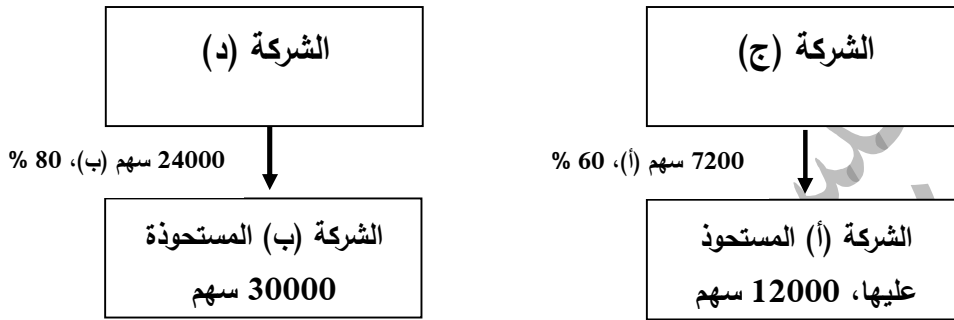 الشركة (ج)
الشركة (د)
7200 سهم (أ)، 60 %
24000 سهم (ب)، 80 %
الشركة (أ) المستحوذ
عليها، 12000 سهم
الشركة (ب) المستحوذة
30000 سهم